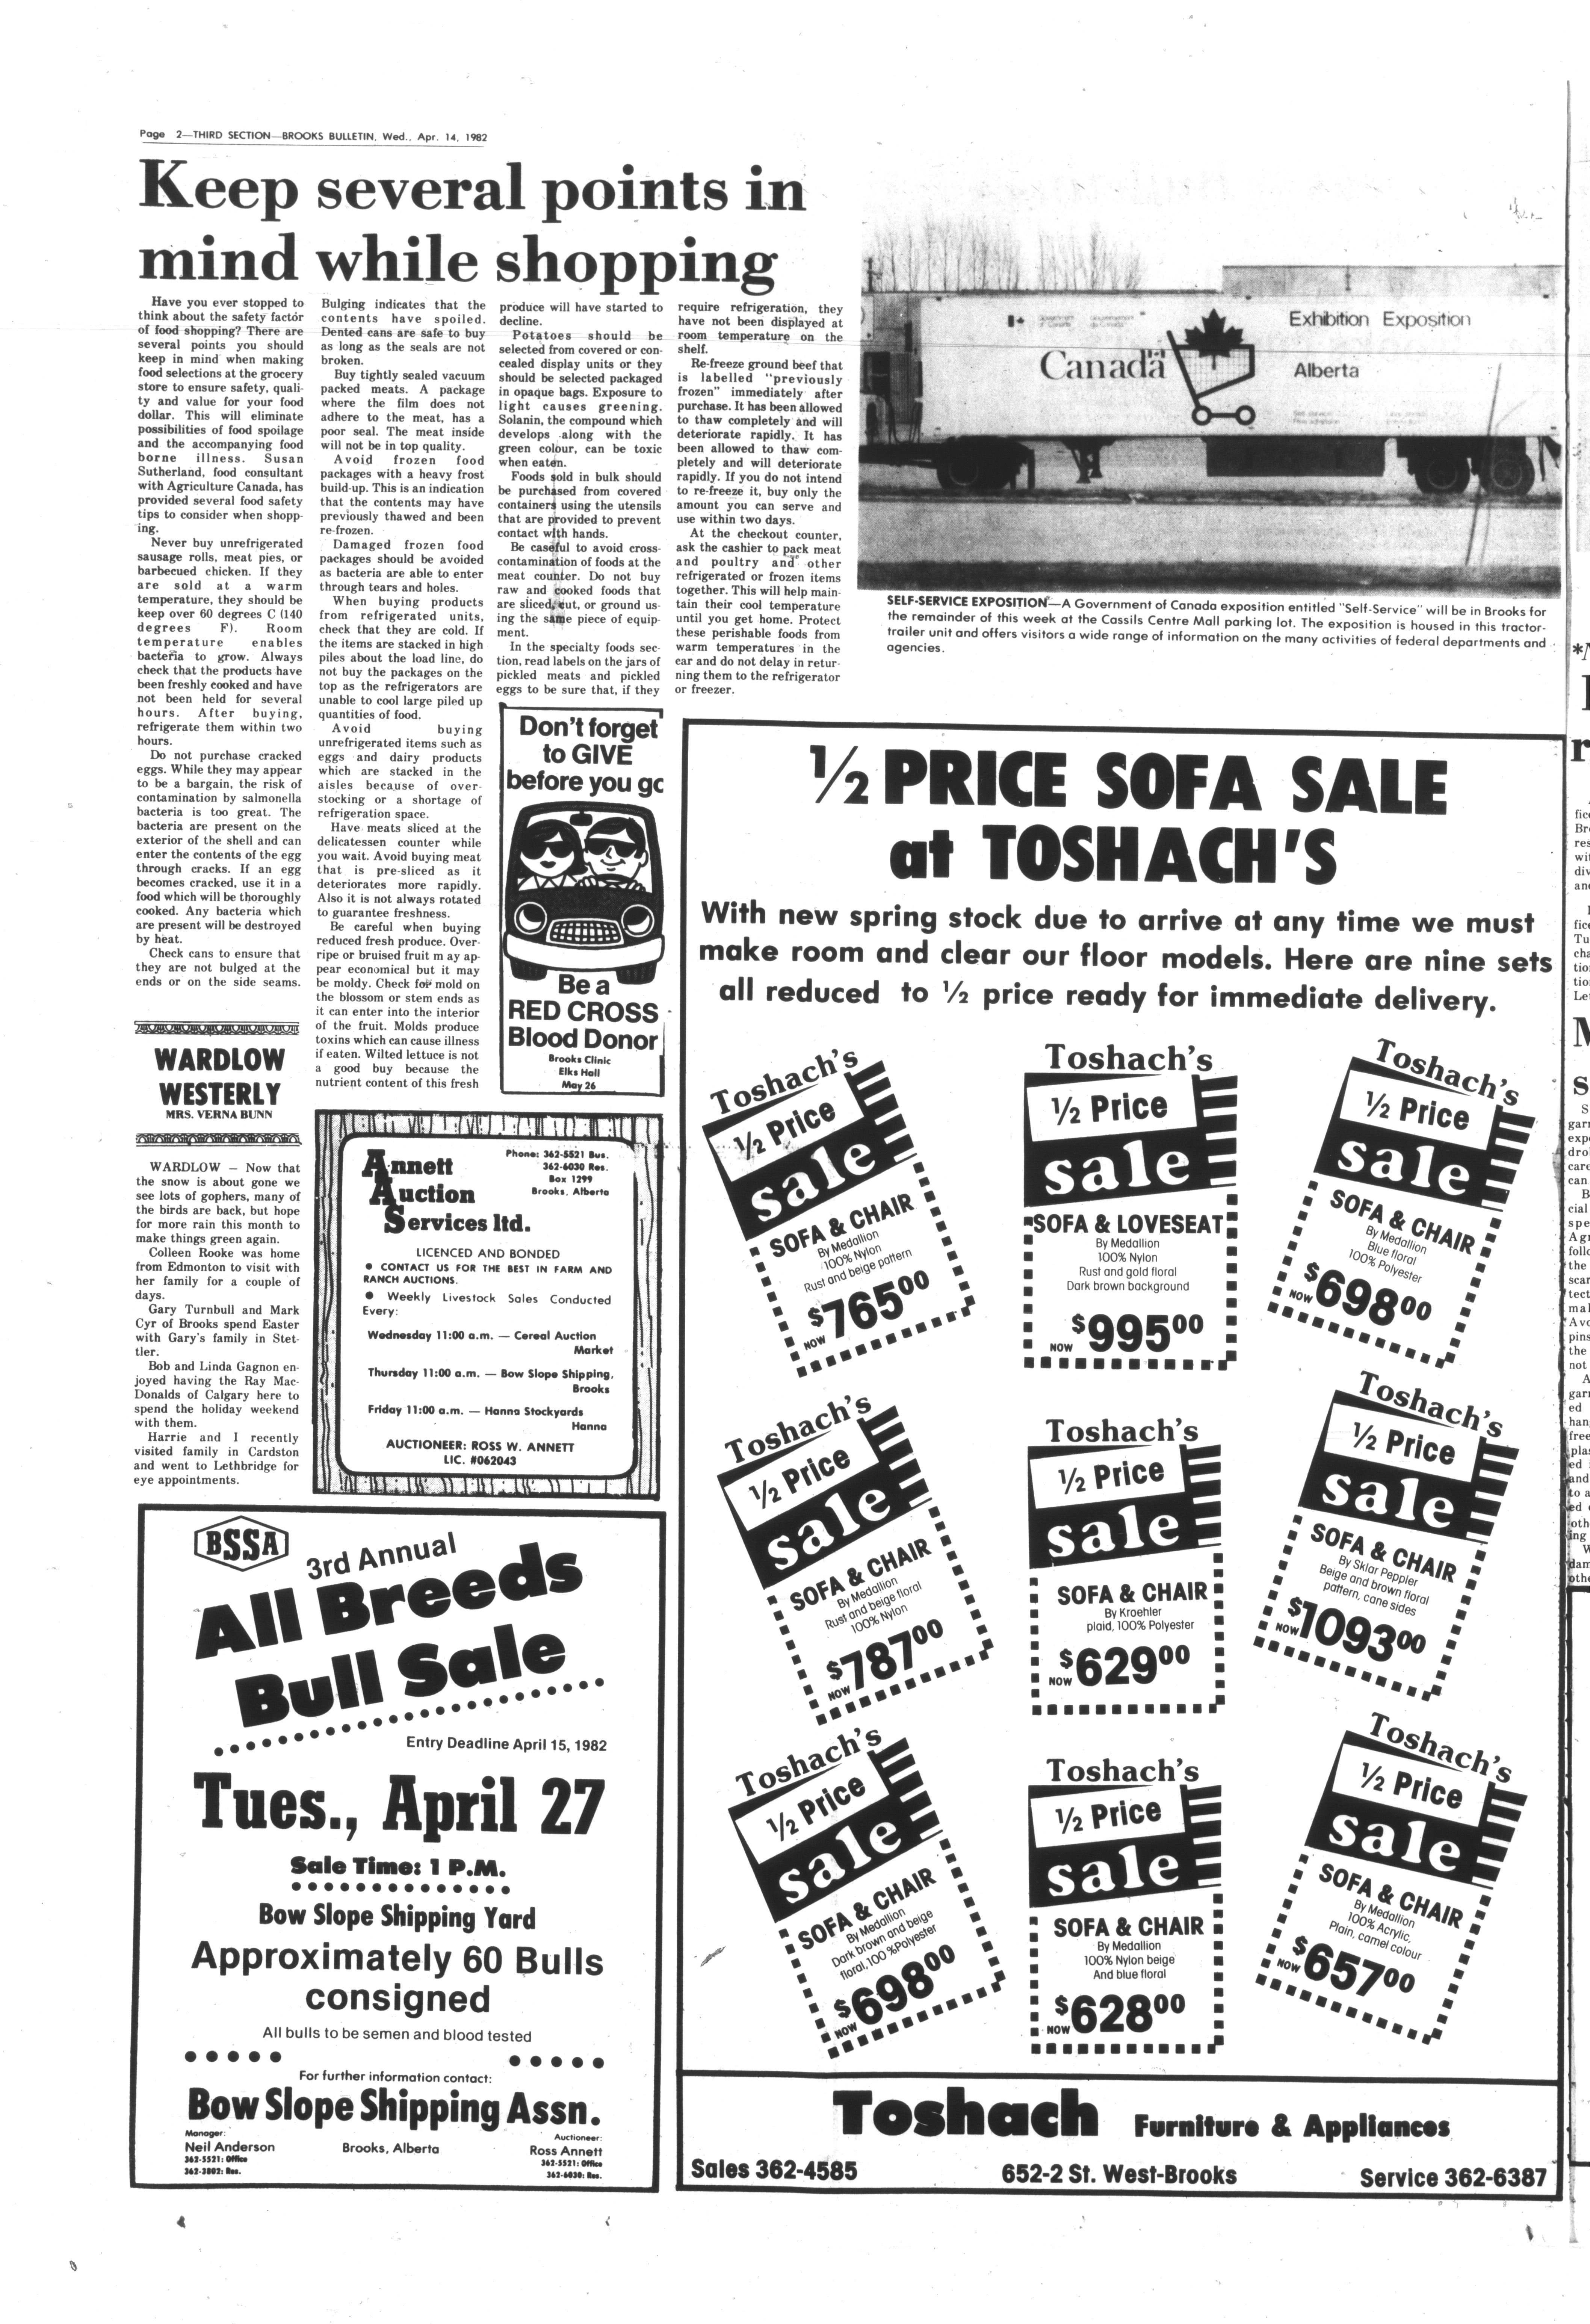 Page 2—THIRD SECTION—BROOKS BULLETIN, Wed., Apr. 14, 1982
Keep several points in
mind while shopping
Have you ever stopped to
think about the safety factor
of food shopping? There are
several points you should
keep in mind when making
food selections at the grocery
store to ensure safety, quali-
ty and value for your food
dollar. This will eliminate
possibilities of food spoilage
and the accompanying food
borne illness. Susan
Sutherland, food consultant
with Agriculture Canada, has
provided several food safety
tips to consider when shopp-
ing.
Never buy unrefrigerated
sausage rolls, meat pies, or
barbecued chicken. If they
are sold at a warm
temperature, they should be
keep over 60 degrees C (140
degrees F). Room
temperature enables
bacteria to grow. Always
check that the products have
been freshly cooked and have
not been held for several
hours. After buying,
refrigerate them within two
hours.
Do not purchase cracked
eggs. While they may appear
to be a bargain, the risk of
contamination by salmonella
bacteria is too great. The
bacteria are present on the
exterior of the shell and can
enter the contents of the egg
through cracks. If an egg
becomes cracked, use it in a
food which will be thoroughly
cooked. Any bacteria which
are present will be destroyed
by heat.
Check cans to ensure that
they are not bulged at the
ends or on the side seams.
Bulging indicates that the
contents have spoiled.
Dented cans are safe to buy
as long as the seals are not
broken.
Buy tightly sealed vacuum
packed meats. A package
where the film does not
adhere to the meat, has a
poor seal. The meat inside
will not be in top quality.
Avoid frozen food
packages with a heavy frost
build-up. This is an indication
that the contents may have
previously thawed and been
re-frozen.
Damaged frozen food
packages should be avoided
as bacteria are able to enter
through tears and holes.
When buying products
from refrigerated units,
check that they are cold. If
the items are stacked in high
piles about the load line, do
not buy the packages on the
top as the refrigerators are
unable to cool large piled up
quantities of food.
Avoid buying
unrefrigerated items such as
eggs and dairy products
which are stacked in the
aisles because of over-
stocking or a shortage of
refrigeration space.
Have meats sliced at the
delicatessen counter while
you wait. Avoid buying meat
that is pre-sliced as it
deteriorates more rapidly.
Also it is not always rotated
to guarantee freshness.
Be careful when buying
reduced fresh produce. Over-
ripe or bruised fruit m ay ap-
pear economical but it may
be moldy. Check for mold on
the blossom or stem ends as
it can enter into the interior
of the fruit. Molds produce
toxins which can cause illness
if eaten. Wilted lettuce is not
a good buy because the
nutrient content of this fresh
produce will have started to
decline.
Potatoes should be
selected from covered or con-
cealed display units or they
should be selected packaged
in opaque bags. Exposure to
light causes greening.
Solanin, the compound which
develops along with the
green colour, can be toxic
when eaten.
Foods sold in bulk should
be purchased from covered
containers using the utensils
that are provided to prevent
contact with hands.
Be careful to avoid cross-
contamination of foods at the
meat counter. Do not buy
raw and cooked foods that
are sliced, cut, or ground us-
ing the same piece of equip-
ment.
In the specialty foods sec-
tion, read labels on the jars of
pickled meats and pickled
eggs to be sure that, if they
require refrigeration, they
have not been displayed at
room temperature on the
shelf.
Re-freeze ground beef that
is labelled "previously
frozen" immediately after
purchase. It has been allowed
to thaw completely and will
deteriorate rapidly. It has
been allowed to thaw com-
pletely and will deteriorate
rapidly. If you do not intend
to re-freeze it, buy only the
amount you can serve and
use within two days.
At the checkout counter,
ask the cashier to pack meat
and poultry and other
refrigerated or frozen items
together. This will help main-
tain their cool temperature
until you get home. Protect
these perishable foods from
warm temperatures in the
car and do not delay in retur-
ning them to the refrigerator
or freezer.
Canada
Exhibition Exposition
Alberta
SELF-SERVICE EXPOSITION—A Government of Canada exposition entitled "Self-Service" will be in Brooks for
the remainder of this week at the Cassils Centre Mall parking lot. The exposition is housed in this tractor-
trailer unit and offers visitors a wide range of information on the many activities of federal departments and
agencies.
Don't forget
to GIVE
before you go
Be a
RED CROSS
Blood Donor
Brooks Clinic
Elks Hall
May 26
WARDLOW
WESTERLY
MRS. VERNA BUNN
WARDLOW — Now that
the snow is about gone we
see lots of gophers, many of
the birds are back, but hope
for more rain this month to
make things green again.
Colleen Rooke was home
from Edmonton to visit with
her family for a couple of
days.
Gary Turnbull and Mark
Cyr of Brooks spend Easter
with Gary's family in Stet-
tler.
Bob and Linda Gagnon en-
joyed having the Ray Mac-
Donalds of Calgary here to
spend the holiday weekend
with them.
Harrie and I recently
visited family in Cardston
and went to Lethbridge for
eye appointments.
Annett
Auction
Services ltd.
Phone: 362-5521 Bus.
362-6030 Res.
Box 1299
Brooks, Alberta
LICENCED AND BONDED
● CONTACT US FOR THE BEST IN FARM AND
RANCH AUCTIONS.
● Weekly Livestock Sales Conducted
Every:
Wednesday 11:00 a.m. — Cereal Auction
Market
Thursday 11:00 a.m. — Bow Slope Shipping,
Brooks
Friday 11:00 a.m. — Hanna Stockyards
Hanna
AUCTIONEER: ROSS W. ANNETT
LIC. #062043
BSSA
3rd Annual
All Breeds
Bull Sale
Entry Deadline April 15, 1982
Tues., April 27
Sale Time: 1 P.M.
Bow Slope Shipping Yard
Approximately 60 Bulls
consigned
All bulls to be semen and blood tested
For further information contact:
Bow Slope Shipping Assn.
Manager:
Neil Anderson
362-5521: Office
362-3802: Res.
Brooks, Alberta
Auctioneer:
Ross Annett
362-5521: Office
362-6030: Res.
½ PRICE SOFA SALE
at TOSHACH'S
With new spring stock due to arrive at any time we must
make room and clear our floor models. Here are nine sets
all reduced to ½ price ready for immediate delivery.
Toshach's
½ Price
sale
SOFA & CHAIR
By Medallion
100% Nylon
Rust and beige pattern
NOW $765.00
Toshach's
½ Price
sale
SOFA & LOVESEAT
By Medallion
100% Nylon
Rust and gold floral
Dark brown background
NOW $995.00
Toshach's
½ Price
sale
SOFA & CHAIR
By Medallion
Blue floral
100% Polyester
NOW $698.00
Toshach's
½ Price
sale
SOFA & CHAIR
By Medallion
Rust and beige floral
100% Nylon
NOW $787.00
Toshach's
½ Price
sale
SOFA & CHAIR
By Kroehler
plaid, 100% Polyester
NOW $629.00
Toshach's
½ Price
sale
SOFA & CHAIR
By Sklar Peppler
Beige and brown floral
pattern, cane sides
NOW $1093.00
Toshach's
½ Price
sale
SOFA & CHAIR
By Medallion
Dark brown and beige
floral, 100 %Polyester
NOW $698.00
Toshach's
½ Price
sale
SOFA & CHAIR
By Medallion
100% Nylon beige
And blue floral
NOW $628.00
Toshach's
½ Price
sale
SOFA & CHAIR
By Medallion
100% Acrylic,
Plain, camel colour
NOW $657.00
Toshach Furniture & Appliances
Sales 362-4585
652-2 St. West-Brooks
Service 362-6387